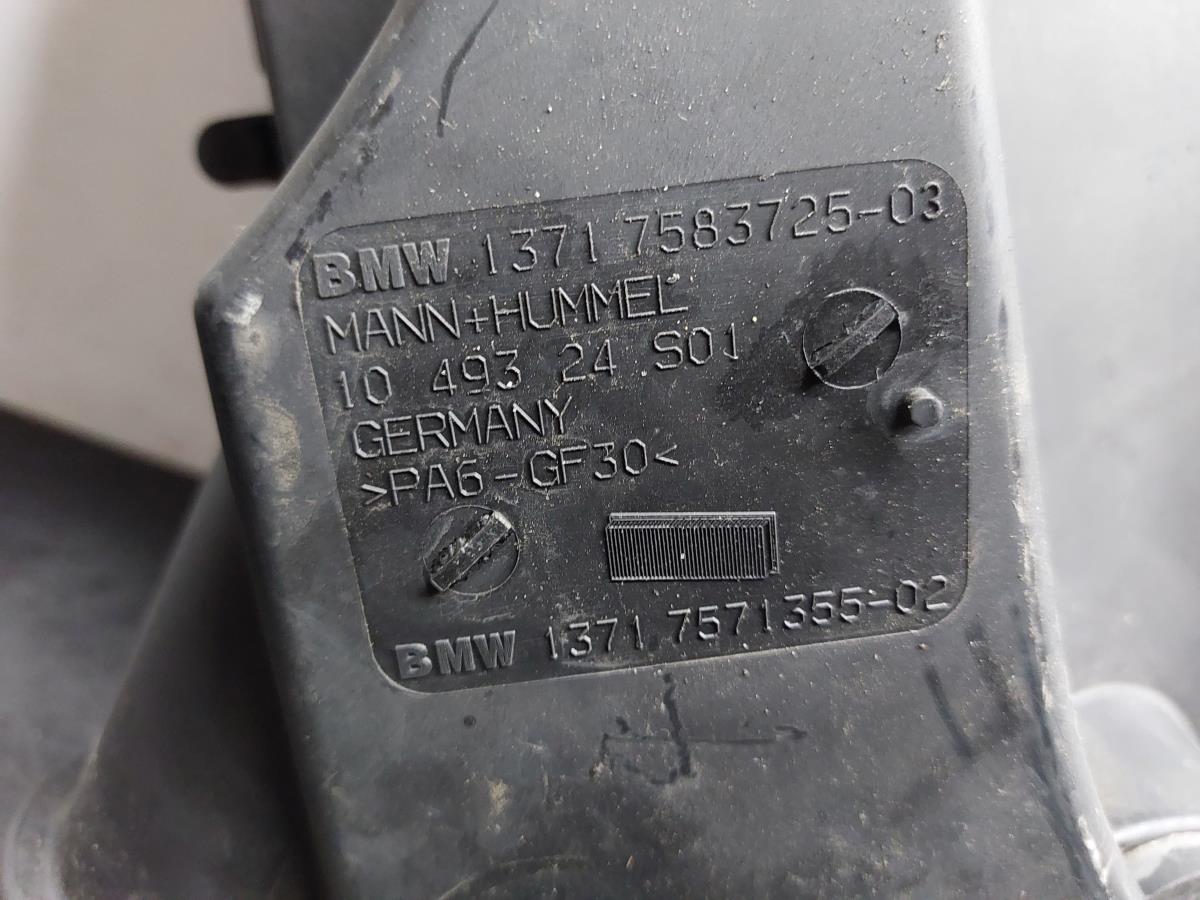 BMW 1371 7583725-03
MANN+HUMMEL
10 493 24 S01
GERMANY
>PA6-GF30<
BMW 1371 7571355-02